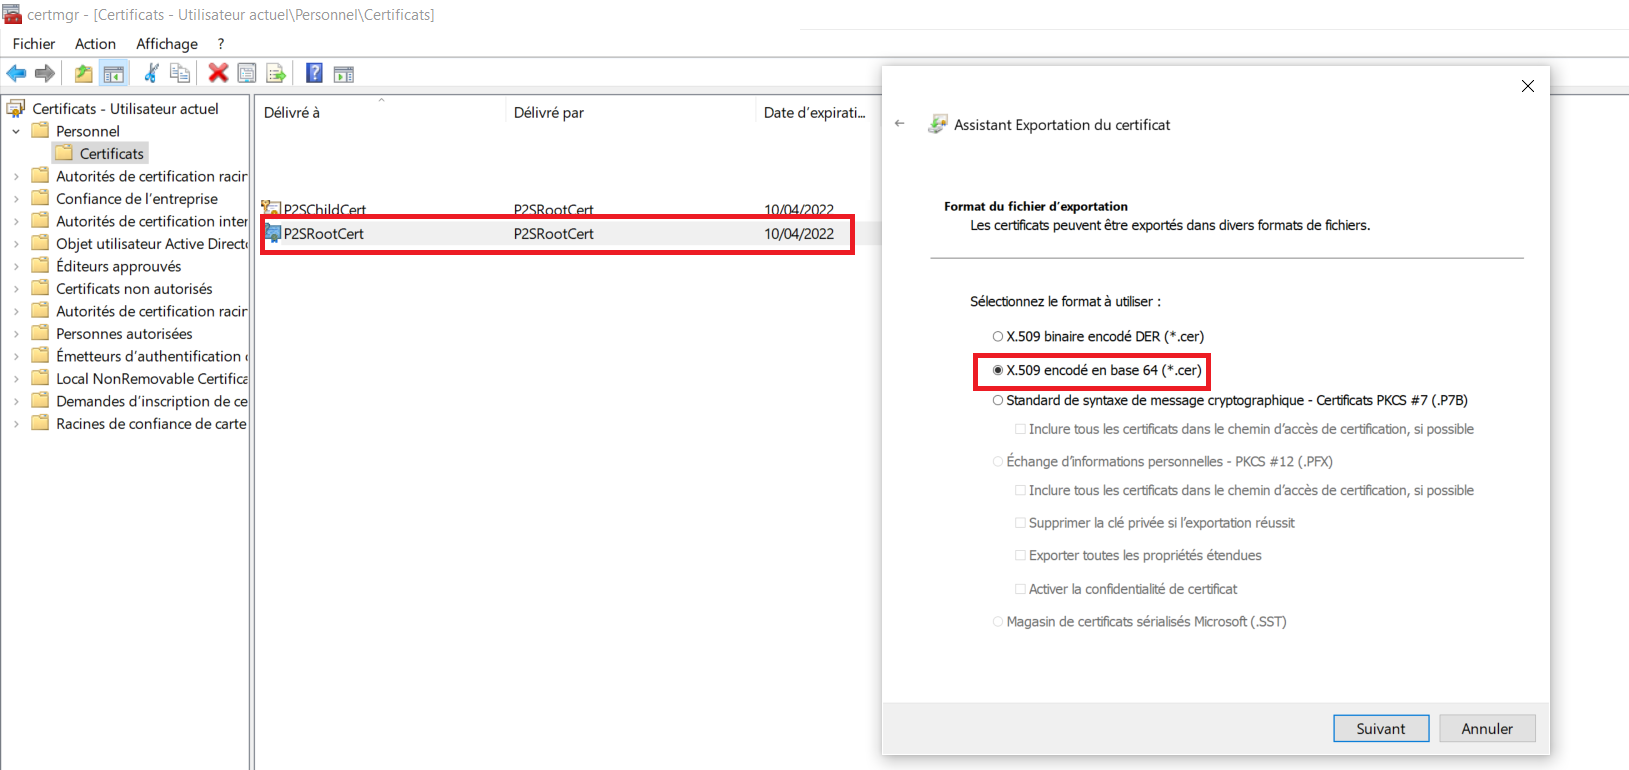 certmgr - [Certificats - Utilisateur actuel\Personnel\Certificats]
Fichier Action Affichage ?
Certificats - Utilisateur actuel
Personnel
Certificats
Autorités de certification racin
Confiance de l'entreprise
Autorités de certification inter
Objet utilisateur Active Directo
Éditeurs approuvés
Certificats non autorisés
Autorités de certification racin
Personnes autorisées
Émetteurs d'authentification
Local NonRemovable Certifica
Demandes d'inscription de ce
Racines de confiance de carte
Délivré à Délivré par Date d'expirati...
P2SChildCert P2SRootCert 10/04/2022
P2SRootCert P2SRootCert 10/04/2022
Assistant Exportation du certificat
Format du fichier d'exportation
Les certificats peuvent être exportés dans divers formats de fichiers.
Sélectionnez le format à utiliser :
X.509 binaire encodé DER (*.cer)
X.509 encodé en base 64 (*.cer)
Standard de syntaxe de message cryptographique - Certificats PKCS #7 (.P7B)
Inclure tous les certificats dans le chemin d'accès de certification, si possible
Échange d'informations personnelles - PKCS #12 (.PFX)
Inclure tous les certificats dans le chemin d'accès de certification, si possible
Supprimer la clé privée si l'exportation réussit
Exporter toutes les propriétés étendues
Activer la confidentialité de certificat
Magasin de certificats sérialisés Microsoft (.SST)
Suivant Annuler